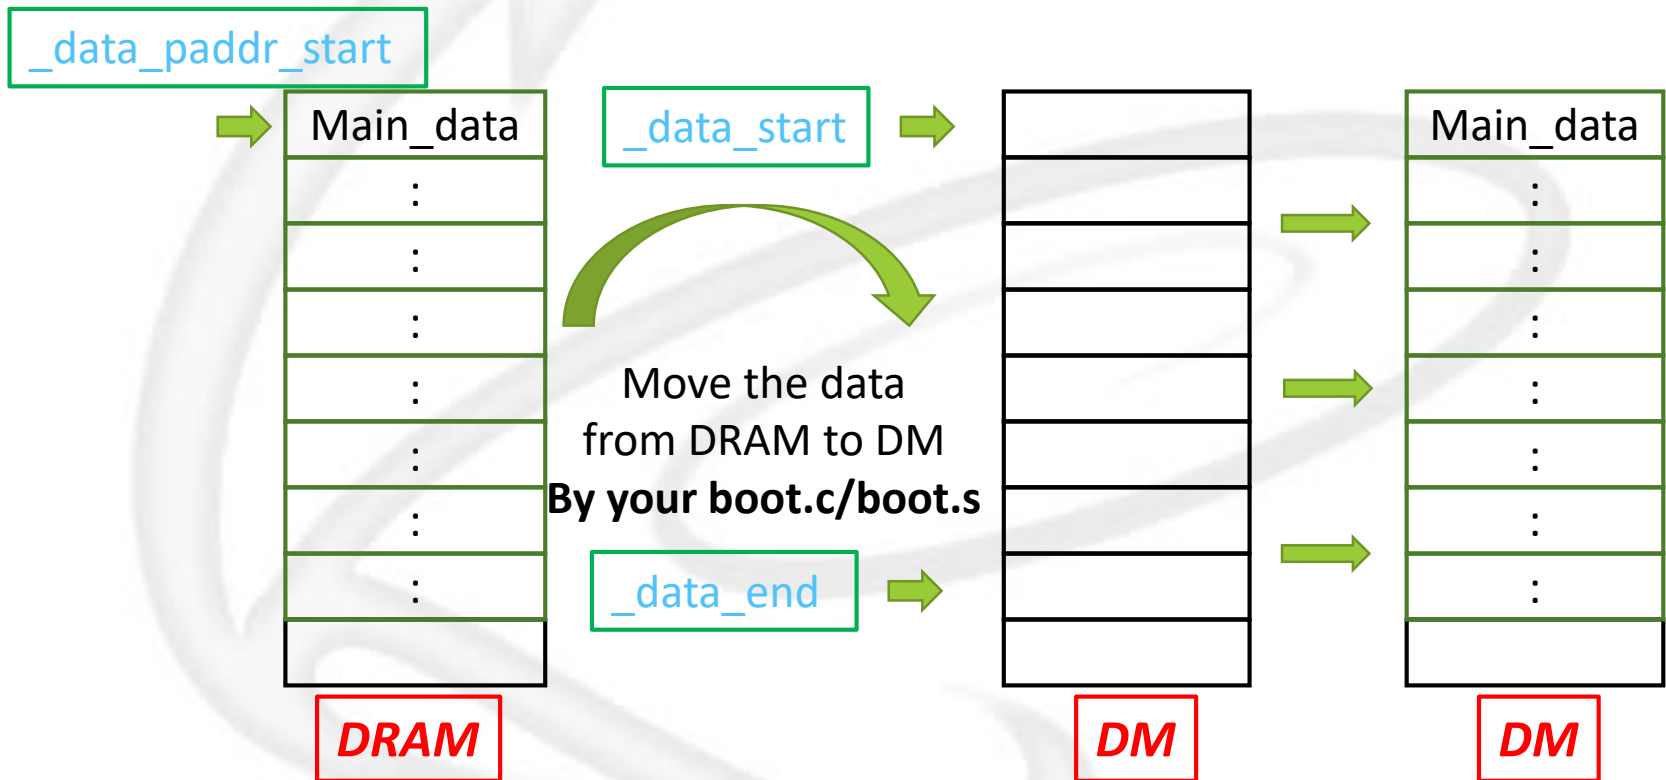 _data_paddr_start
Main_data
:
:
:
:
:
:
:
_data_start
Move the data
from DRAM to DM
By your boot.c/boot.s
_data_end
Main_data
:
:
:
:
:
:
:
DRAM
DM
DM